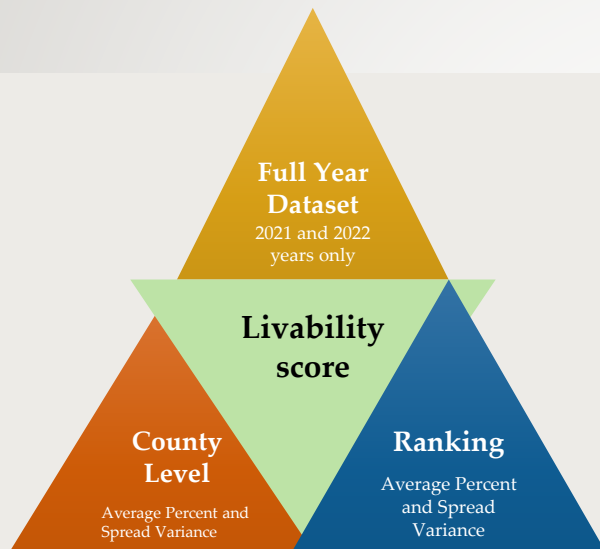 Full Year
Dataset
2021 and 2022
years only
Livability
score
County
Level
Average Percent and
Spread Variance
Ranking
Average Percent
and Spread
Variance